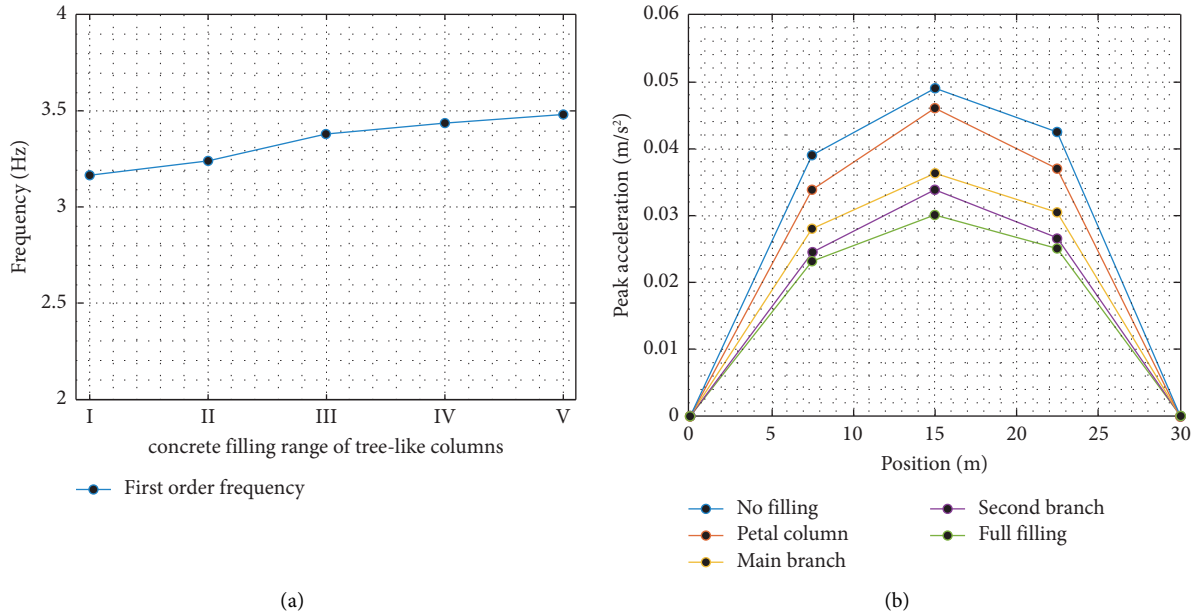 4
3.5
3
2.5
2
Frequency (Hz)
I II III IV V
concrete filling range of tree-like columns
First order frequency
(a)
0.06
0.05
0.04
0.03
0.02
0.01
0
Peak acceleration (m/s²)
0 5 10 15 20 25 30
Position (m)
No filling
Petal column
Main branch
Second branch
Full filling
(b)